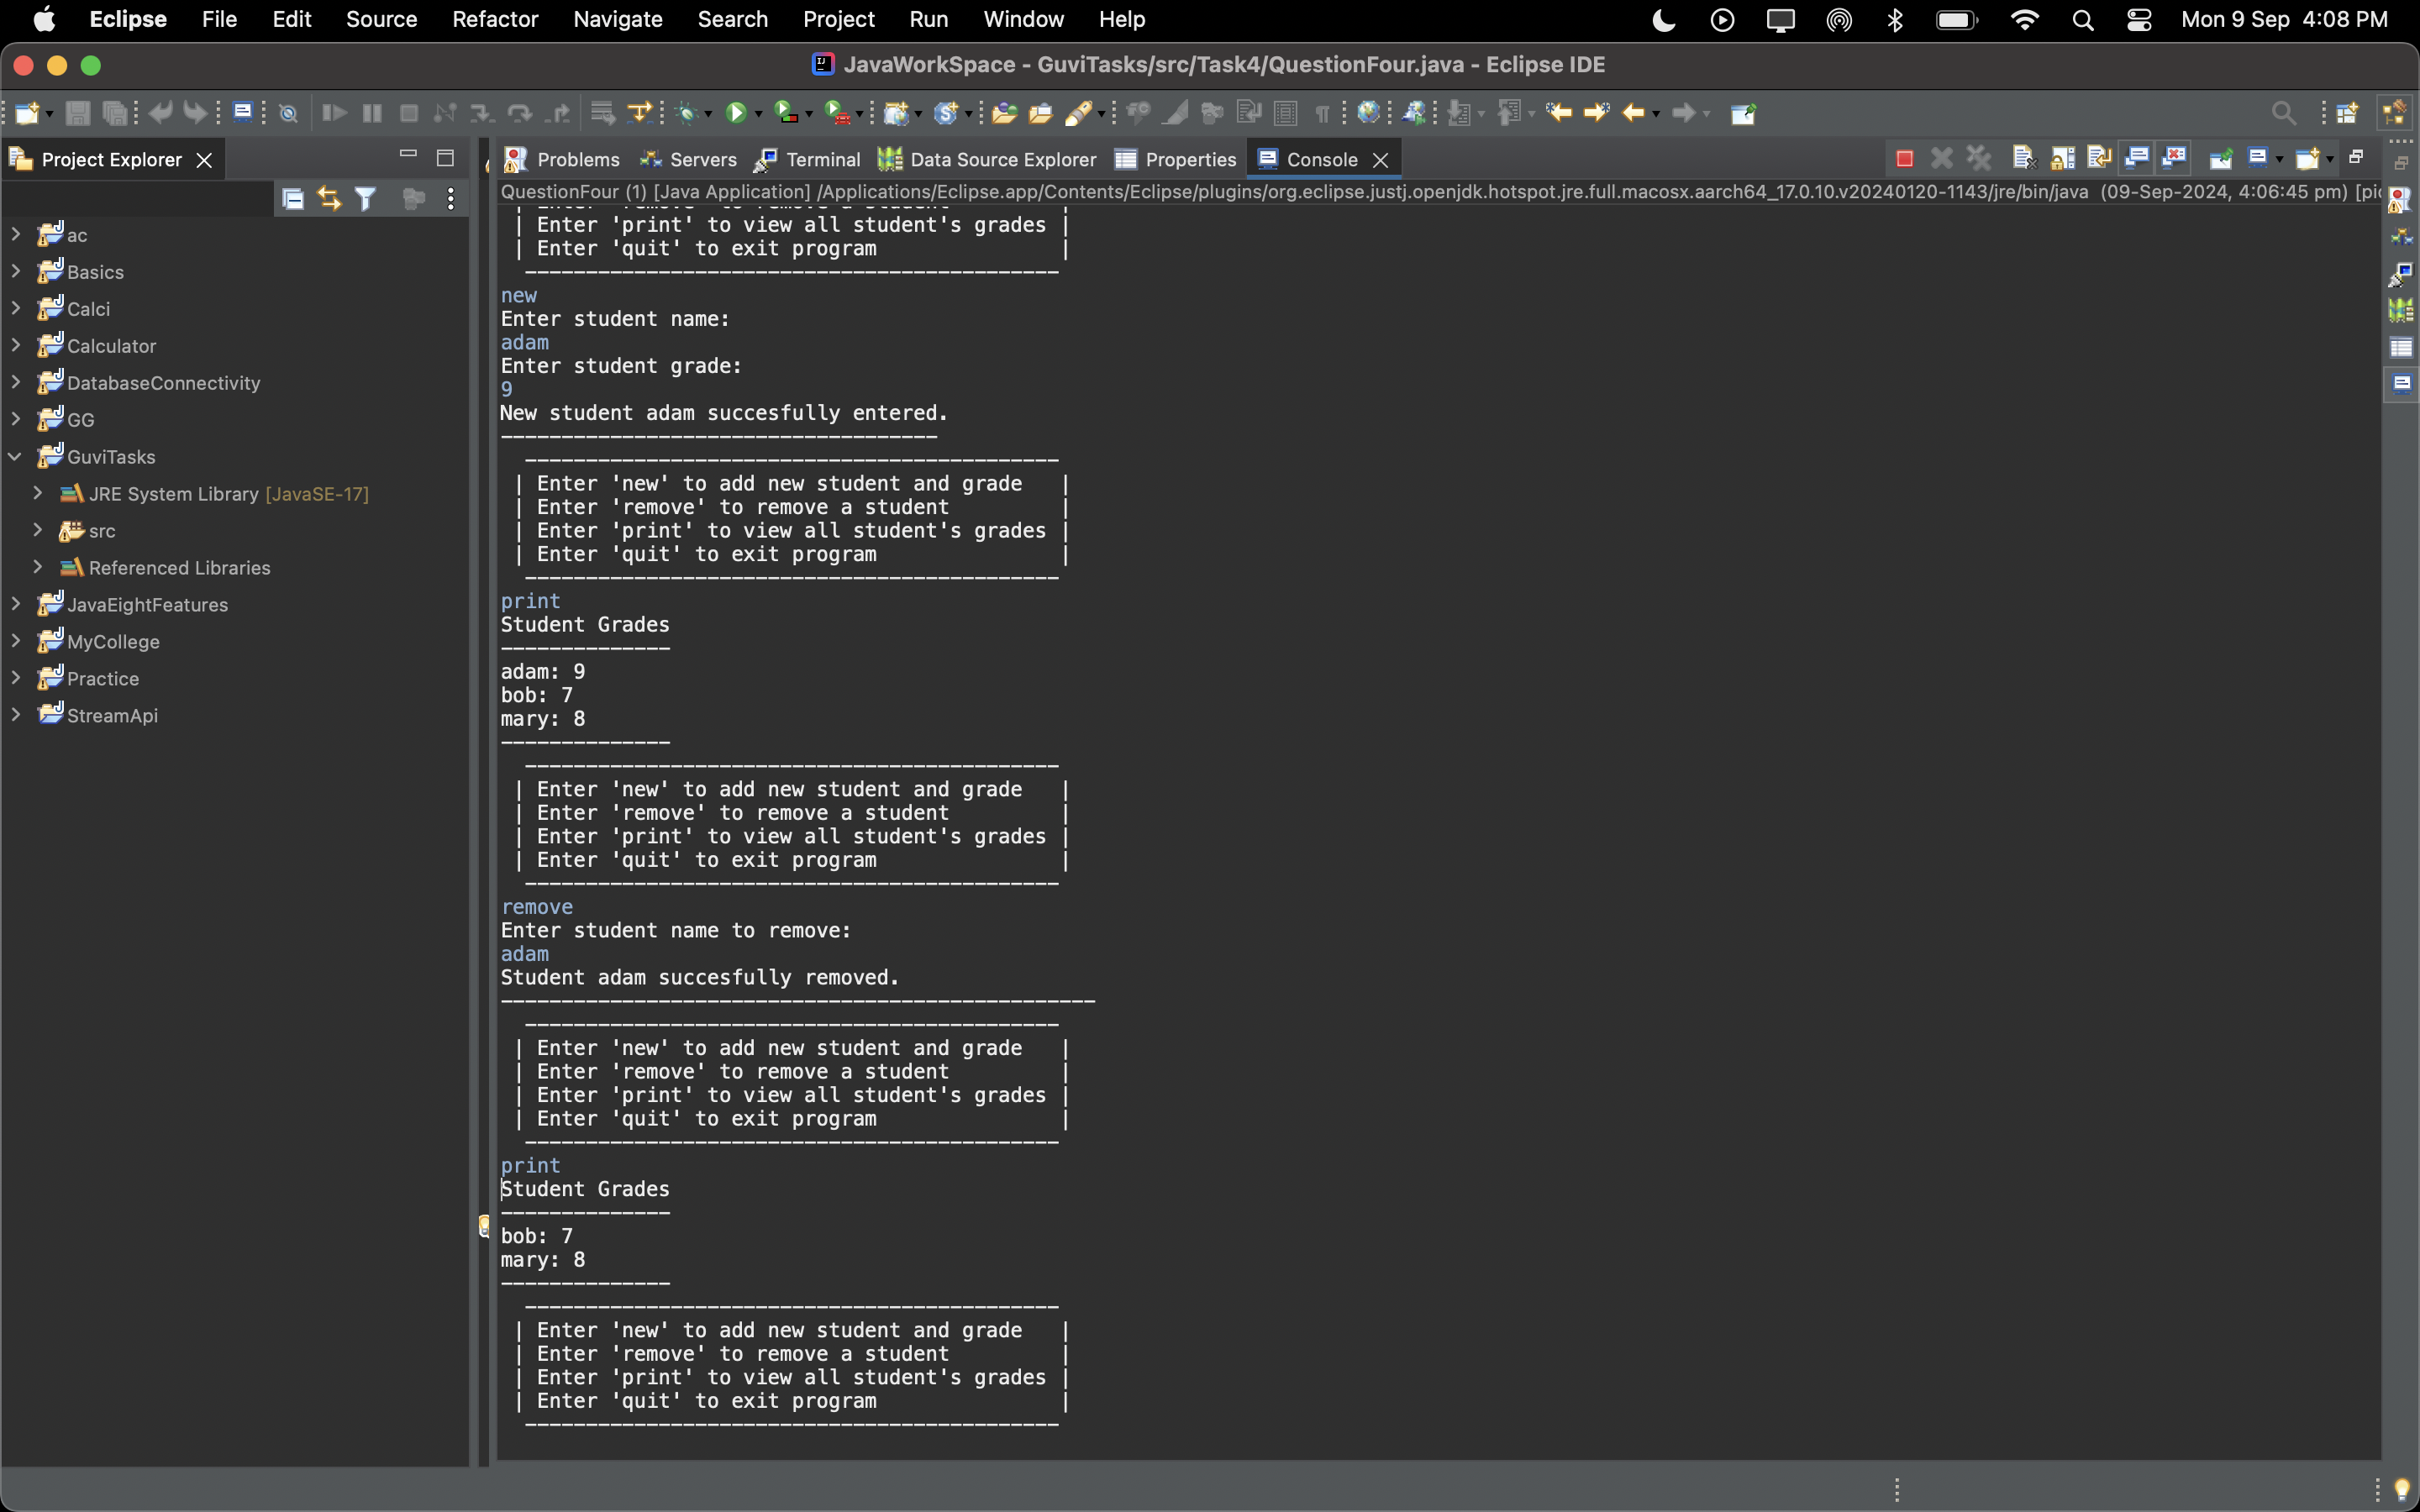 Eclipse File Edit Source Refactor Navigate Search Project Run Window Help Mon 9 Sep 4:08 PM
JavaWorkSpace - GuviTasks/src/Task4/QuestionFour.java - Eclipse IDE
Project Explorer
ac
Basics
Calci
Calculator
DatabaseConnectivity
GG
GuviTasks
JRE System Library [JavaSE-17]
src
Referenced Libraries
JavaEightFeatures
MyCollege
Practice
StreamApi
Problems Servers Terminal Data Source Explorer Properties Console
QuestionFour (1) [Java Application] /Applications/Eclipse.app/Contents/Eclipse/plugins/org.eclipse.justj.openjdk.hotspot.jre.full.macosx.aarch64_17.0.10.v20240120-1143/jre/bin/java (09-Sep-2024, 4:06:45 pm) [pi
| Enter 'print' to view all student's grades |
| Enter 'quit' to exit program |
--------------------------------------------
new
Enter student name:
adam
Enter student grade:
9
New student adam succesfully entered.
------------------------------------
--------------------------------------------
| Enter 'new' to add new student and grade |
| Enter 'remove' to remove a student |
| Enter 'print' to view all student's grades |
| Enter 'quit' to exit program |
--------------------------------------------
print
Student Grades
--------------
adam: 9
bob: 7
mary: 8
--------------
--------------------------------------------
| Enter 'new' to add new student and grade |
| Enter 'remove' to remove a student |
| Enter 'print' to view all student's grades |
| Enter 'quit' to exit program |
--------------------------------------------
remove
Enter student name to remove:
adam
Student adam succesfully removed.
-------------------------------------------------
--------------------------------------------
| Enter 'new' to add new student and grade |
| Enter 'remove' to remove a student |
| Enter 'print' to view all student's grades |
| Enter 'quit' to exit program |
--------------------------------------------
print
Student Grades
--------------
bob: 7
mary: 8
--------------
--------------------------------------------
| Enter 'new' to add new student and grade |
| Enter 'remove' to remove a student |
| Enter 'print' to view all student's grades |
| Enter 'quit' to exit program |
--------------------------------------------